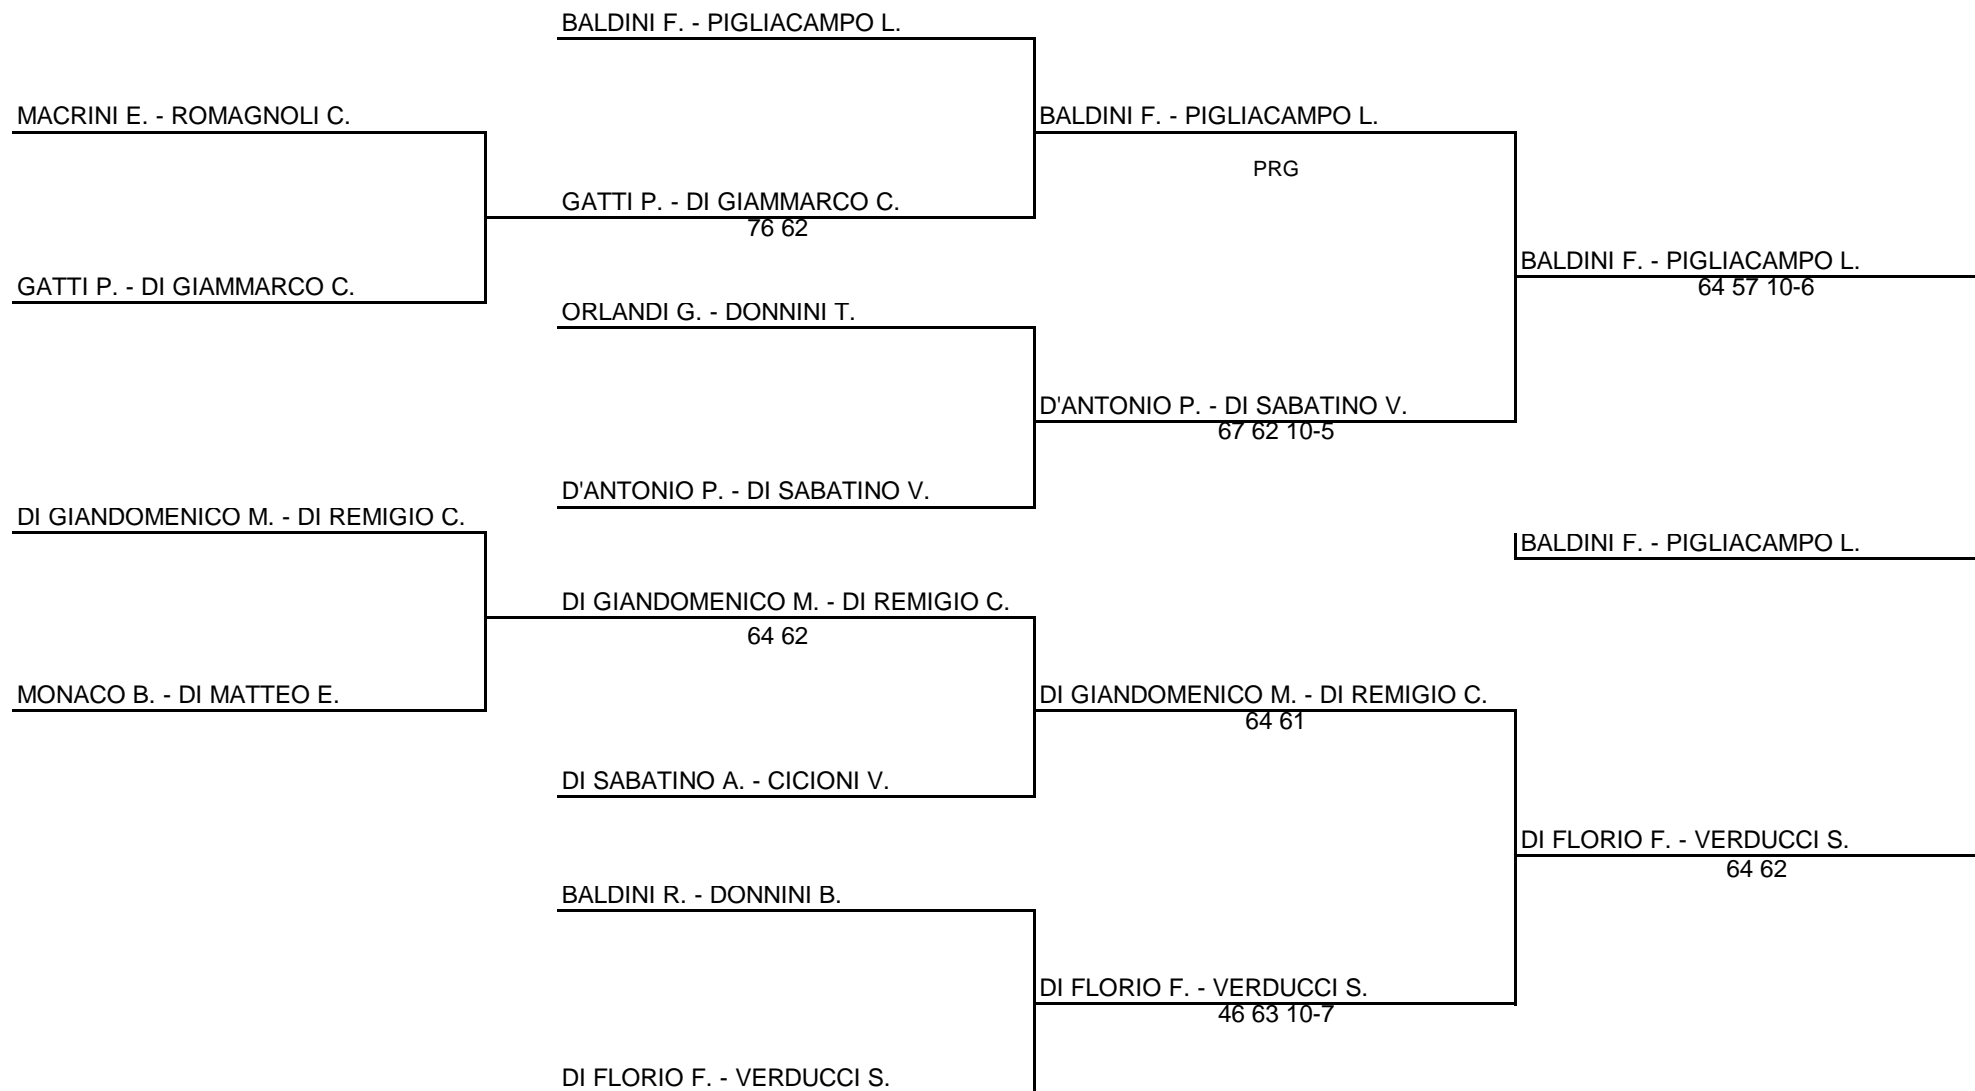 BALDINI F. - PIGLIACAMPO L.
MACRINI E. - ROMAGNOLI C.
BALDINI F. - PIGLIACAMPO L.
PRG
GATTI P. - DI GIAMMARCO C.
76 62
BALDINI F. - PIGLIACAMPO L.
64 57 10-6
GATTI P. - DI GIAMMARCO C.
ORLANDI G. - DONNINI T.
D'ANTONIO P. - DI SABATINO V.
67 62 10-5
D'ANTONIO P. - DI SABATINO V.
DI GIANDOMENICO M. - DI REMIGIO C.
BALDINI F. - PIGLIACAMPO L.
DI GIANDOMENICO M. - DI REMIGIO C.
64 62
MONACO B. - DI MATTEO E.
DI GIANDOMENICO M. - DI REMIGIO C.
64 61
DI SABATINO A. - CICIONI V.
DI FLORIO F. - VERDUCCI S.
64 62
BALDINI R. - DONNINI B.
DI FLORIO F. - VERDUCCI S.
46 63 10-7
DI FLORIO F. - VERDUCCI S.